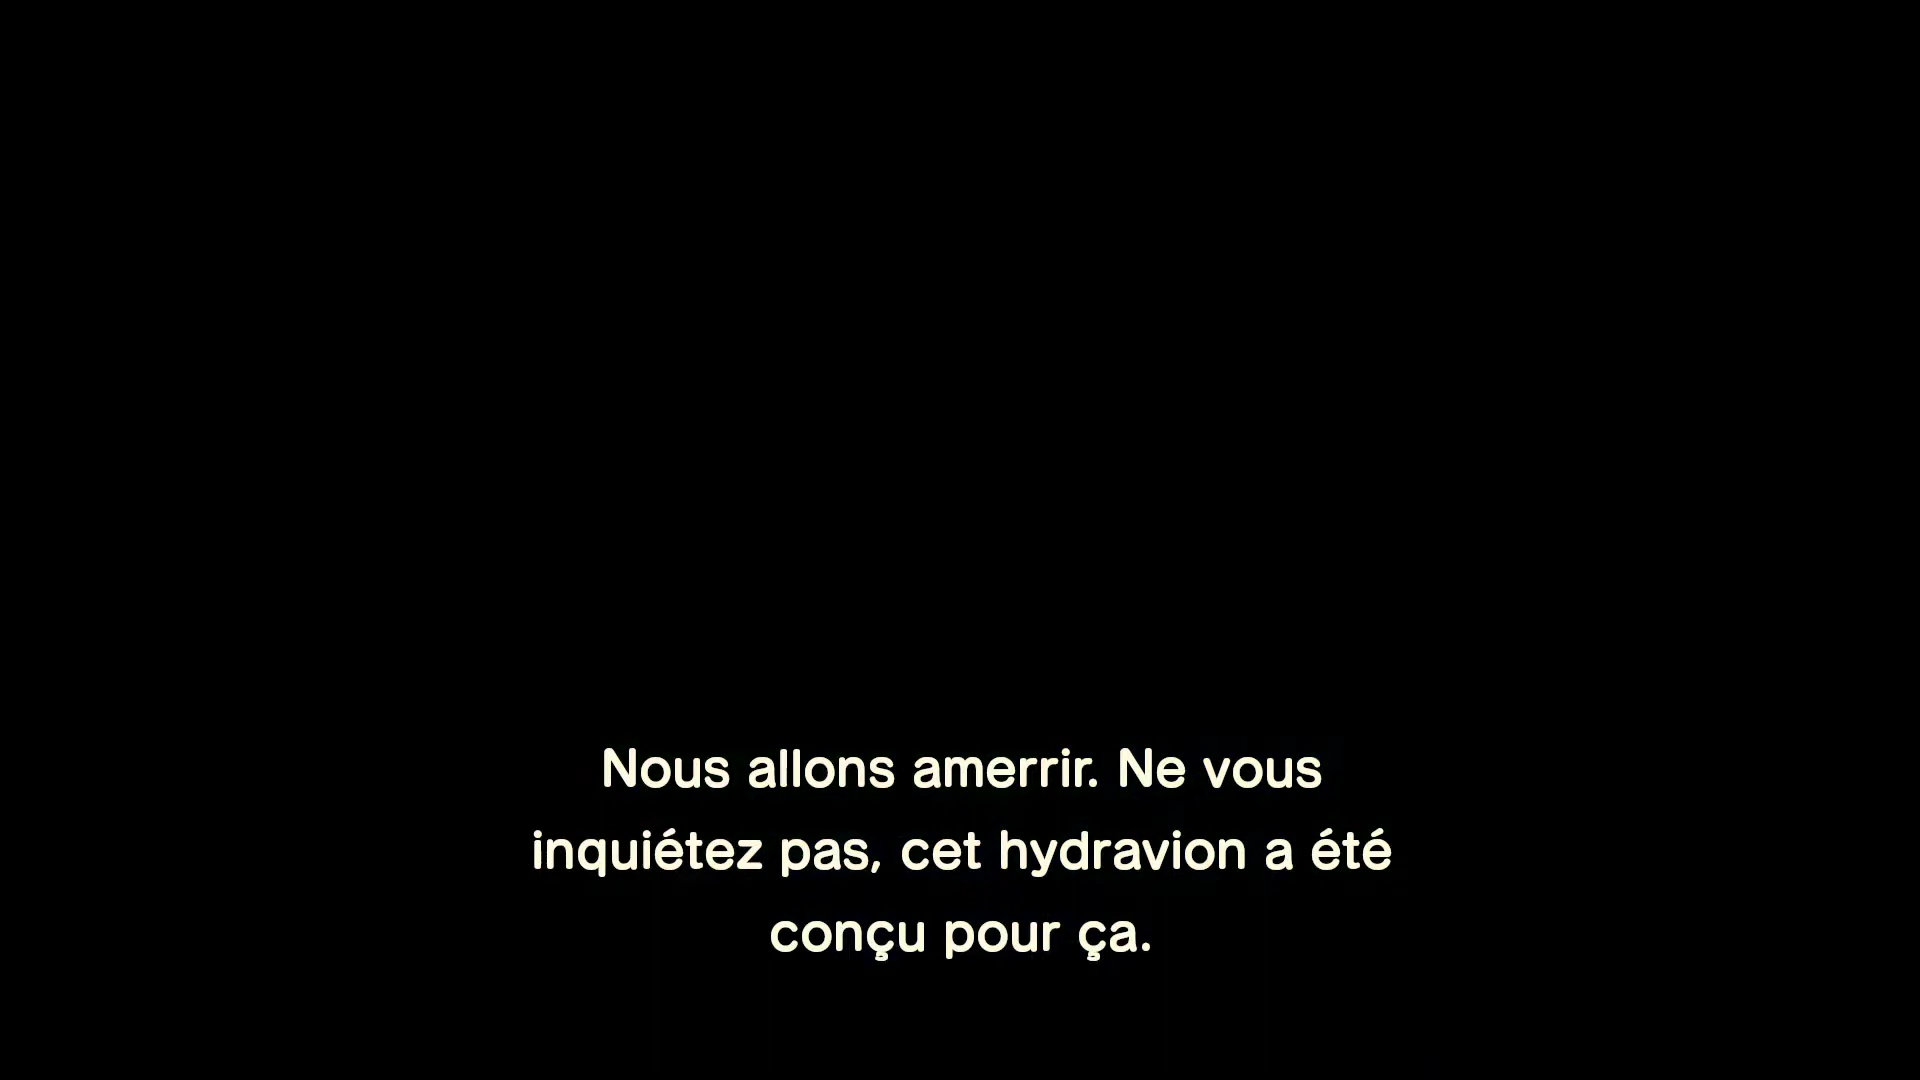 Nous allons amerrir. Ne vous
inquiétez pas, cet hydravion a été
conçu pour ça.